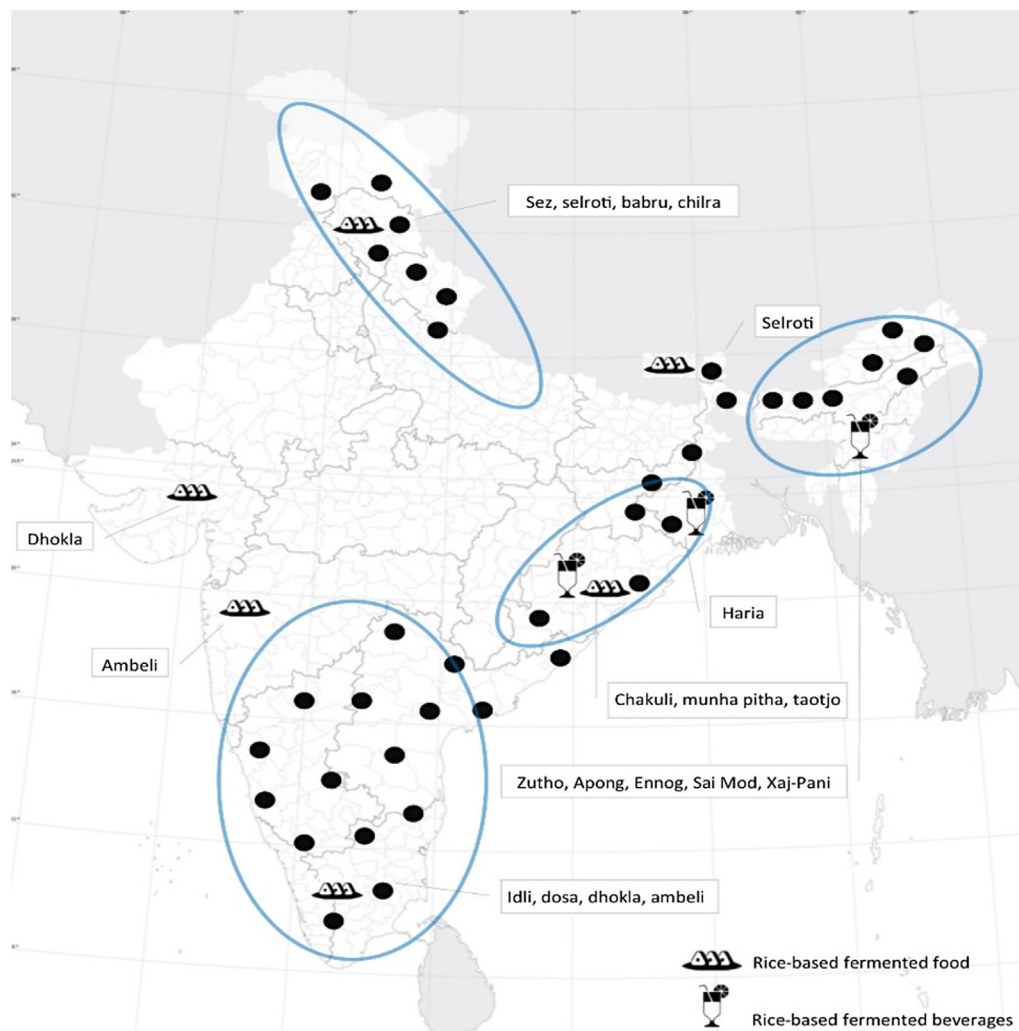 Sez, selroti, babru, chilra
Selroti
Dhokla
Haria
Ambeli
Chakuli, munha pitha, taotjo
Zutho, Apong, Ennog, Sai Mod, Xaj-Pani
Idli, dosa, dhokla, ambeli
Rice-based fermented food
Rice-based fermented beverages